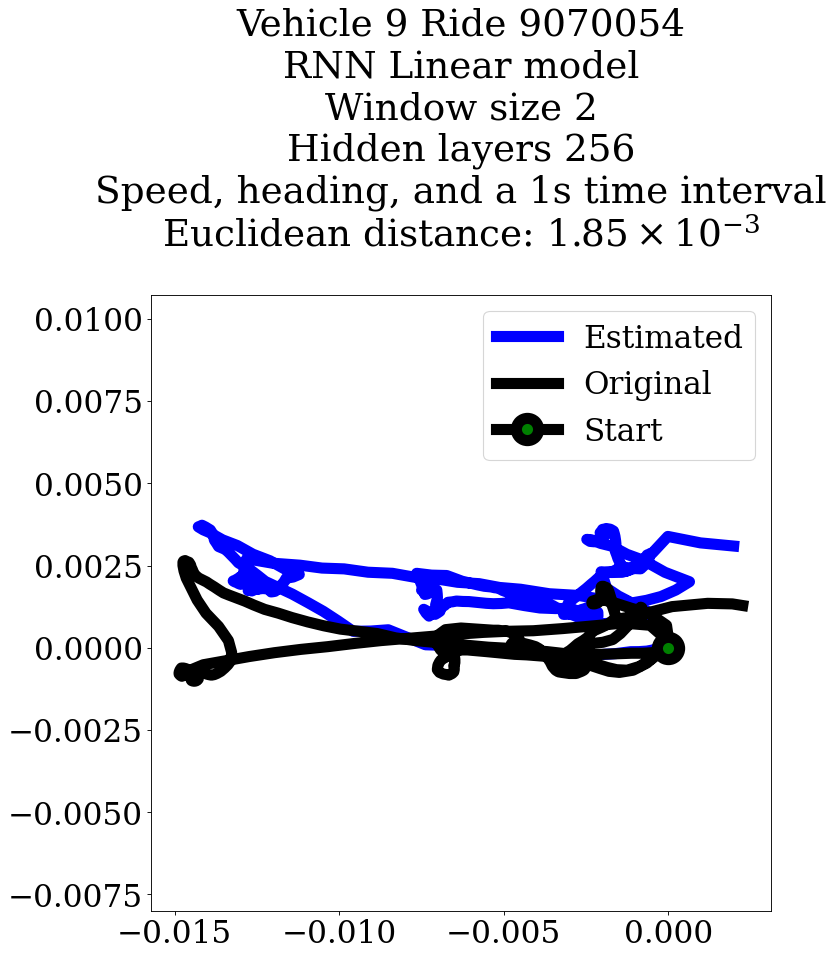 Vehicle 9 Ride 9070054
RNN Linear model
Window size 2
Hidden layers 256
Speed, heading, and a 1s time interval
Euclidean distance: 1.85 × 10⁻³
Estimated
Original
Start
0.0100
0.0075
0.0050
0.0025
0.0000
−0.0025
−0.0050
−0.0075
−0.015
−0.010
−0.005
0.000